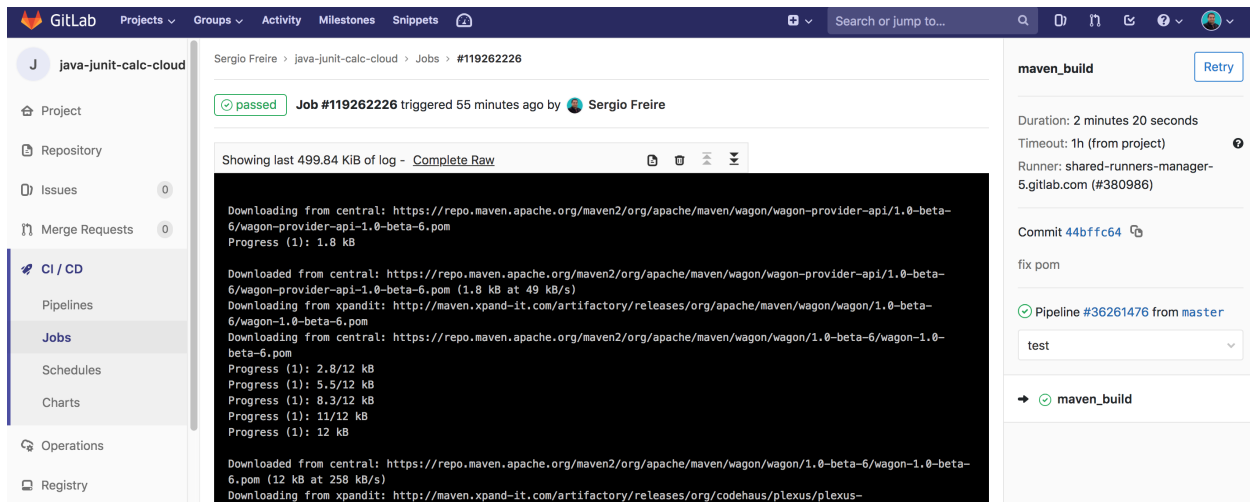 GitLab Projects Groups Activity Milestones Snippets Search or jump to...
J java-junit-calc-cloud
Project
Repository
Issues 0
Merge Requests 0
CI / CD
Pipelines
Jobs
Schedules
Charts
Operations
Registry
Sergio Freire > java-junit-calc-cloud > Jobs > #119262226
passed Job #119262226 triggered 55 minutes ago by Sergio Freire
Showing last 499.84 KiB of log - Complete Raw
Downloading from central: https://repo.maven.apache.org/maven2/org/apache/maven/wagon/wagon-provider-api/1.0-beta-
6/wagon-provider-api-1.0-beta-6.pom
Progress (1): 1.8 kB
Downloaded from central: https://repo.maven.apache.org/maven2/org/apache/maven/wagon/wagon-provider-api/1.0-beta-
6/wagon-provider-api-1.0-beta-6.pom (1.8 kB at 49 kB/s)
Downloading from xpandit: http://maven.xpand-it.com/artifactory/releases/org/apache/maven/wagon/wagon/1.0-beta-
6/wagon-1.0-beta-6.pom
Downloading from central: https://repo.maven.apache.org/maven2/org/apache/maven/wagon/wagon/1.0-beta-6/wagon-1.0-
beta-6.pom
Progress (1): 2.8/12 kB
Progress (1): 5.5/12 kB
Progress (1): 8.3/12 kB
Progress (1): 11/12 kB
Progress (1): 12 kB
Downloaded from central: https://repo.maven.apache.org/maven2/org/apache/maven/wagon/wagon/1.0-beta-6/wagon-1.0-beta-
6.pom (12 kB at 258 kB/s)
Downloading from xpandit: http://maven.xpand-it.com/artifactory/releases/org/codehaus/plexus/plexus-
maven_build Retry
Duration: 2 minutes 20 seconds
Timeout: 1h (from project)
Runner: shared-runners-manager-
5.gitlab.com (#380986)
Commit 44bffc64
fix pom
Pipeline #36261476 from master
test
maven_build